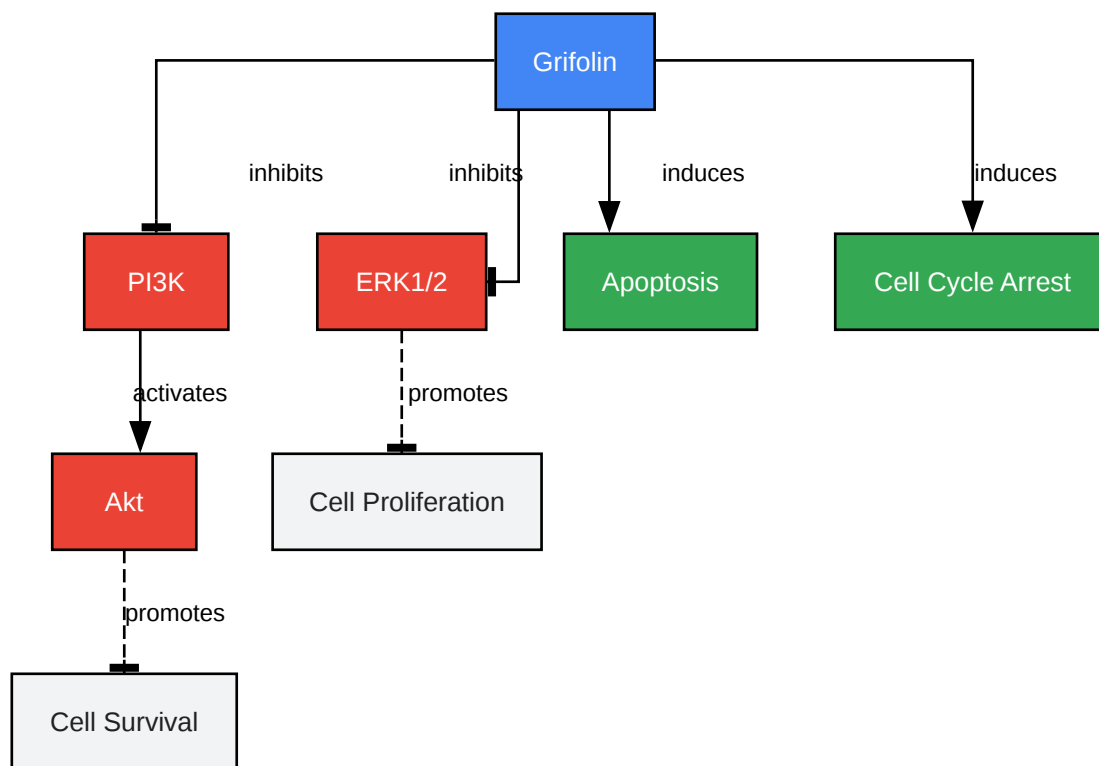 Grifolin
inhibits
inhibits
induces
induces
PI3K
ERK1/2
Apoptosis
Cell Cycle Arrest
activates
promotes
Akt
Cell Proliferation
promotes
Cell Survival